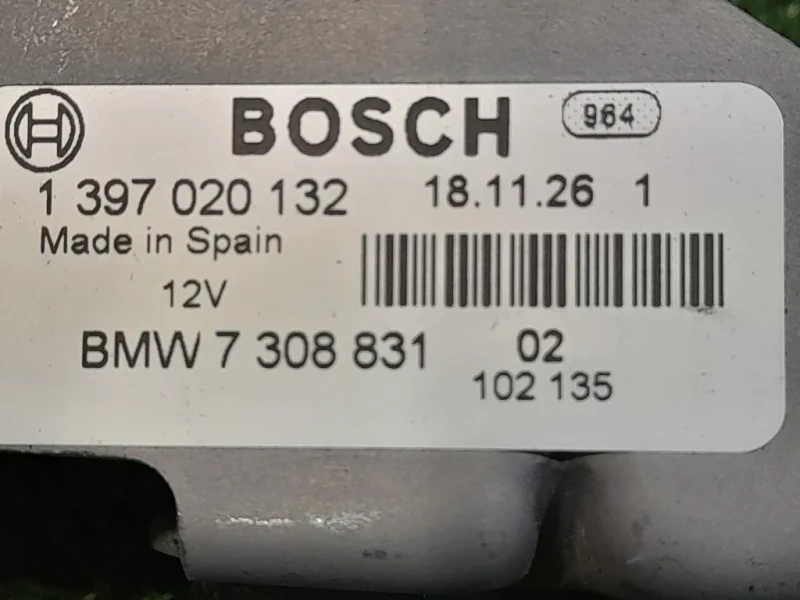 BOSCH 964
1 397 020 132 18.11.26 1
Made in Spain
12V
BMW 7 308 831 02
102 135